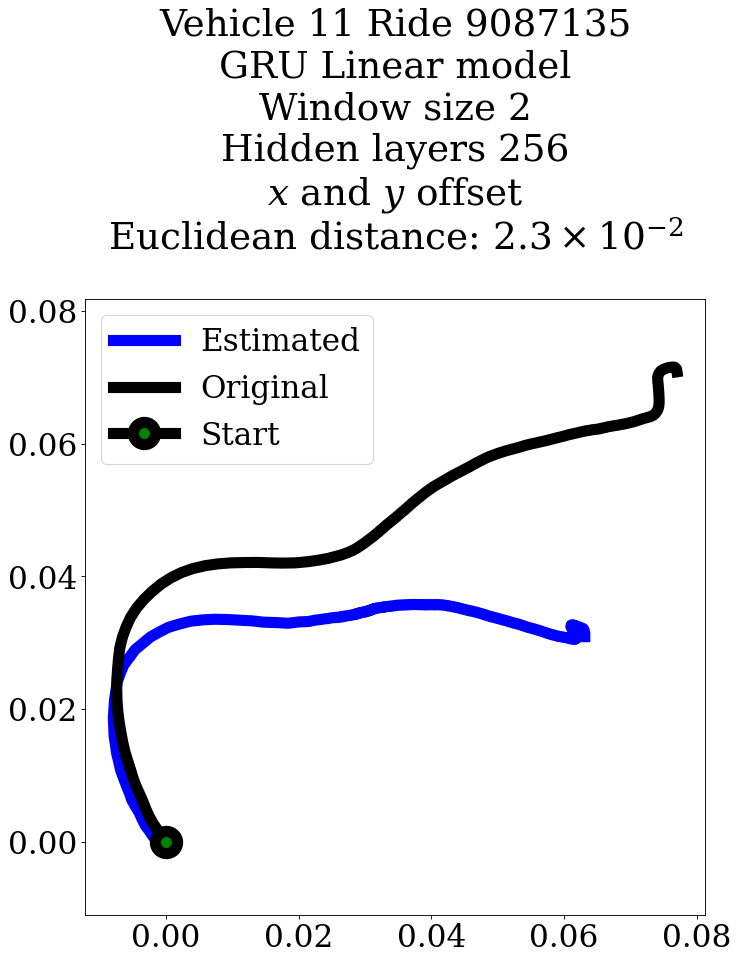 Vehicle 11 Ride 9087135
GRU Linear model
Window size 2
Hidden layers 256
x and y offset
Euclidean distance: 2.3 × 10⁻²
0.08
Estimated
Original
Start
0.06
0.04
0.02
0.00
0.00 0.02 0.04 0.06 0.08